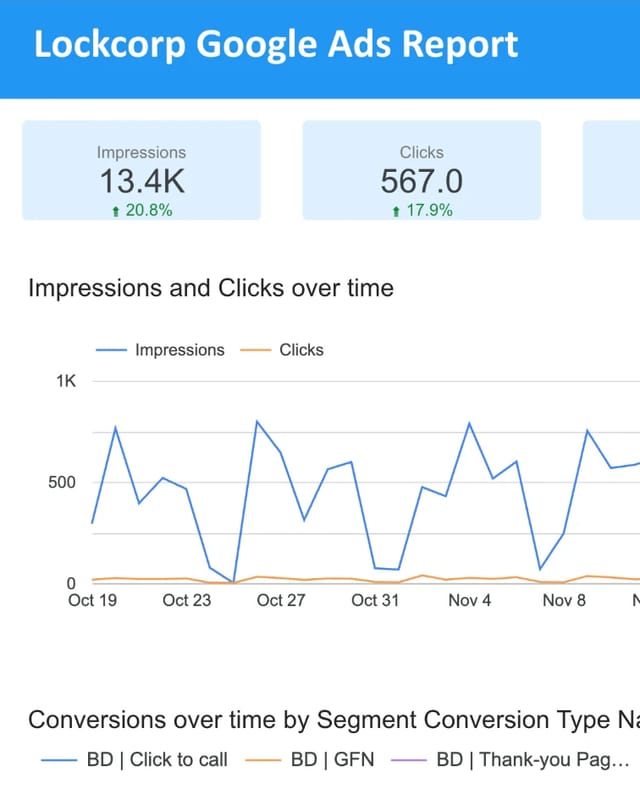 Lockcorp Google Ads Report
Impressions Clicks
13.4K 567.0
20.8% 17.9%
Impressions and Clicks over time
Impressions Clicks
1K
500
0
Oct 19 Oct 23 Oct 27 Oct 31 Nov 4 Nov 8
Conversions over time by Segment Conversion Type
BD | Click to call BD | GFN BD | Thank-you Pag...